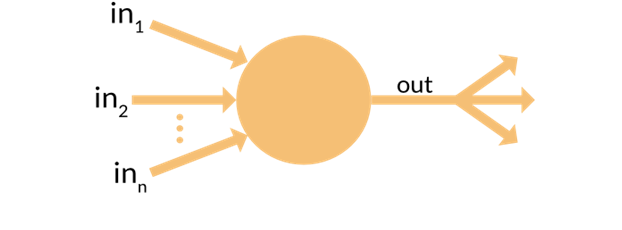 in₁
in₂
inₙ
out